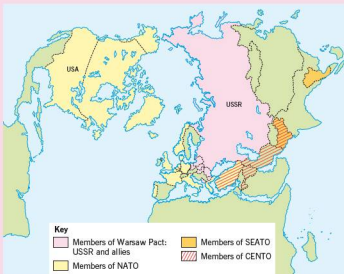 USA
USSR
Key
Members of Warsaw Pact:
USSR and allies
Members of NATO
Members of SEATO
Members of CENTO